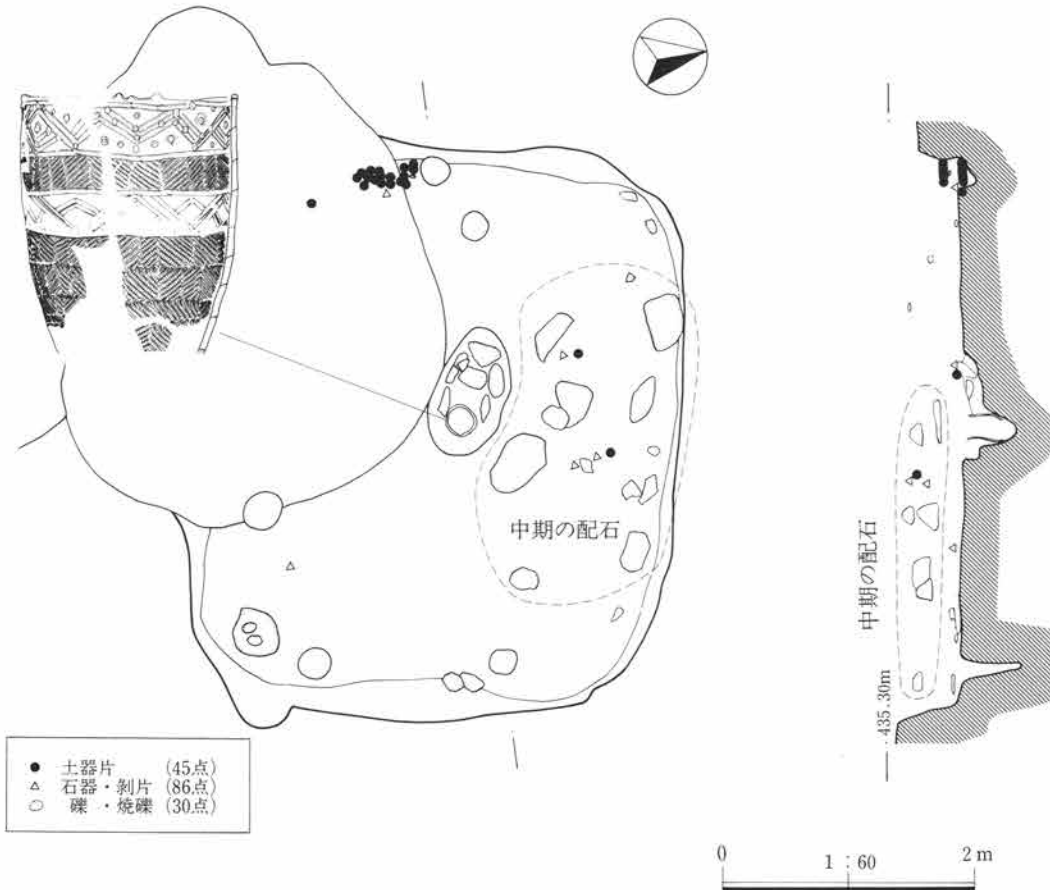 中期の配石
中期の配石
435.30m
● 土器片 (45点)
△ 石器・剥片 (86点)
○ 礫・焼礫 (30点)
0 1:60 2m